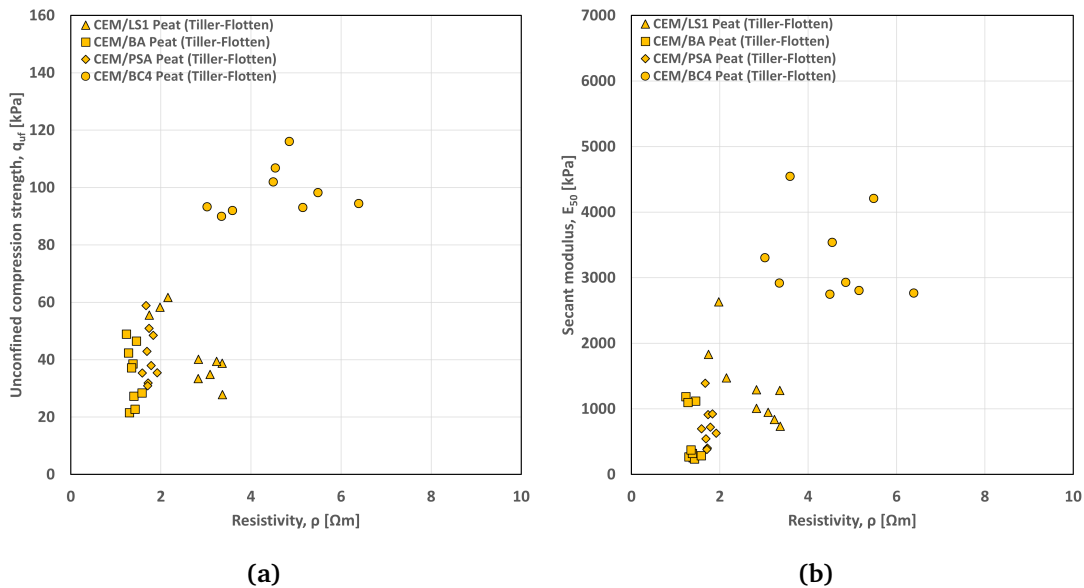 160
140
120
100
80
60
40
20
0
Unconfined compression strength, q_uf [kPa]
CEM/LS1 Peat (Tiller-Flotten)
CEM/BA Peat (Tiller-Flotten)
CEM/PSA Peat (Tiller-Flotten)
CEM/BC4 Peat (Tiller-Flotten)
0 2 4 6 8 10
Resistivity, ρ [Ωm]
(a)
7000
6000
5000
4000
3000
2000
1000
0
Secant modulus, E_50 [kPa]
CEM/LS1 Peat (Tiller-Flotten)
CEM/BA Peat (Tiller-Flotten)
CEM/PSA Peat (Tiller-Flotten)
CEM/BC4 Peat (Tiller-Flotten)
0 2 4 6 8 10
Resistivity, ρ [Ωm]
(b)